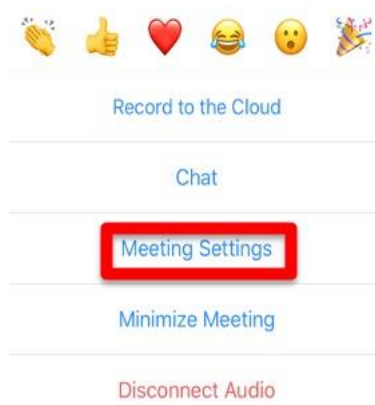 Record to the Cloud
Chat
Meeting Settings
Minimize Meeting
Disconnect Audio